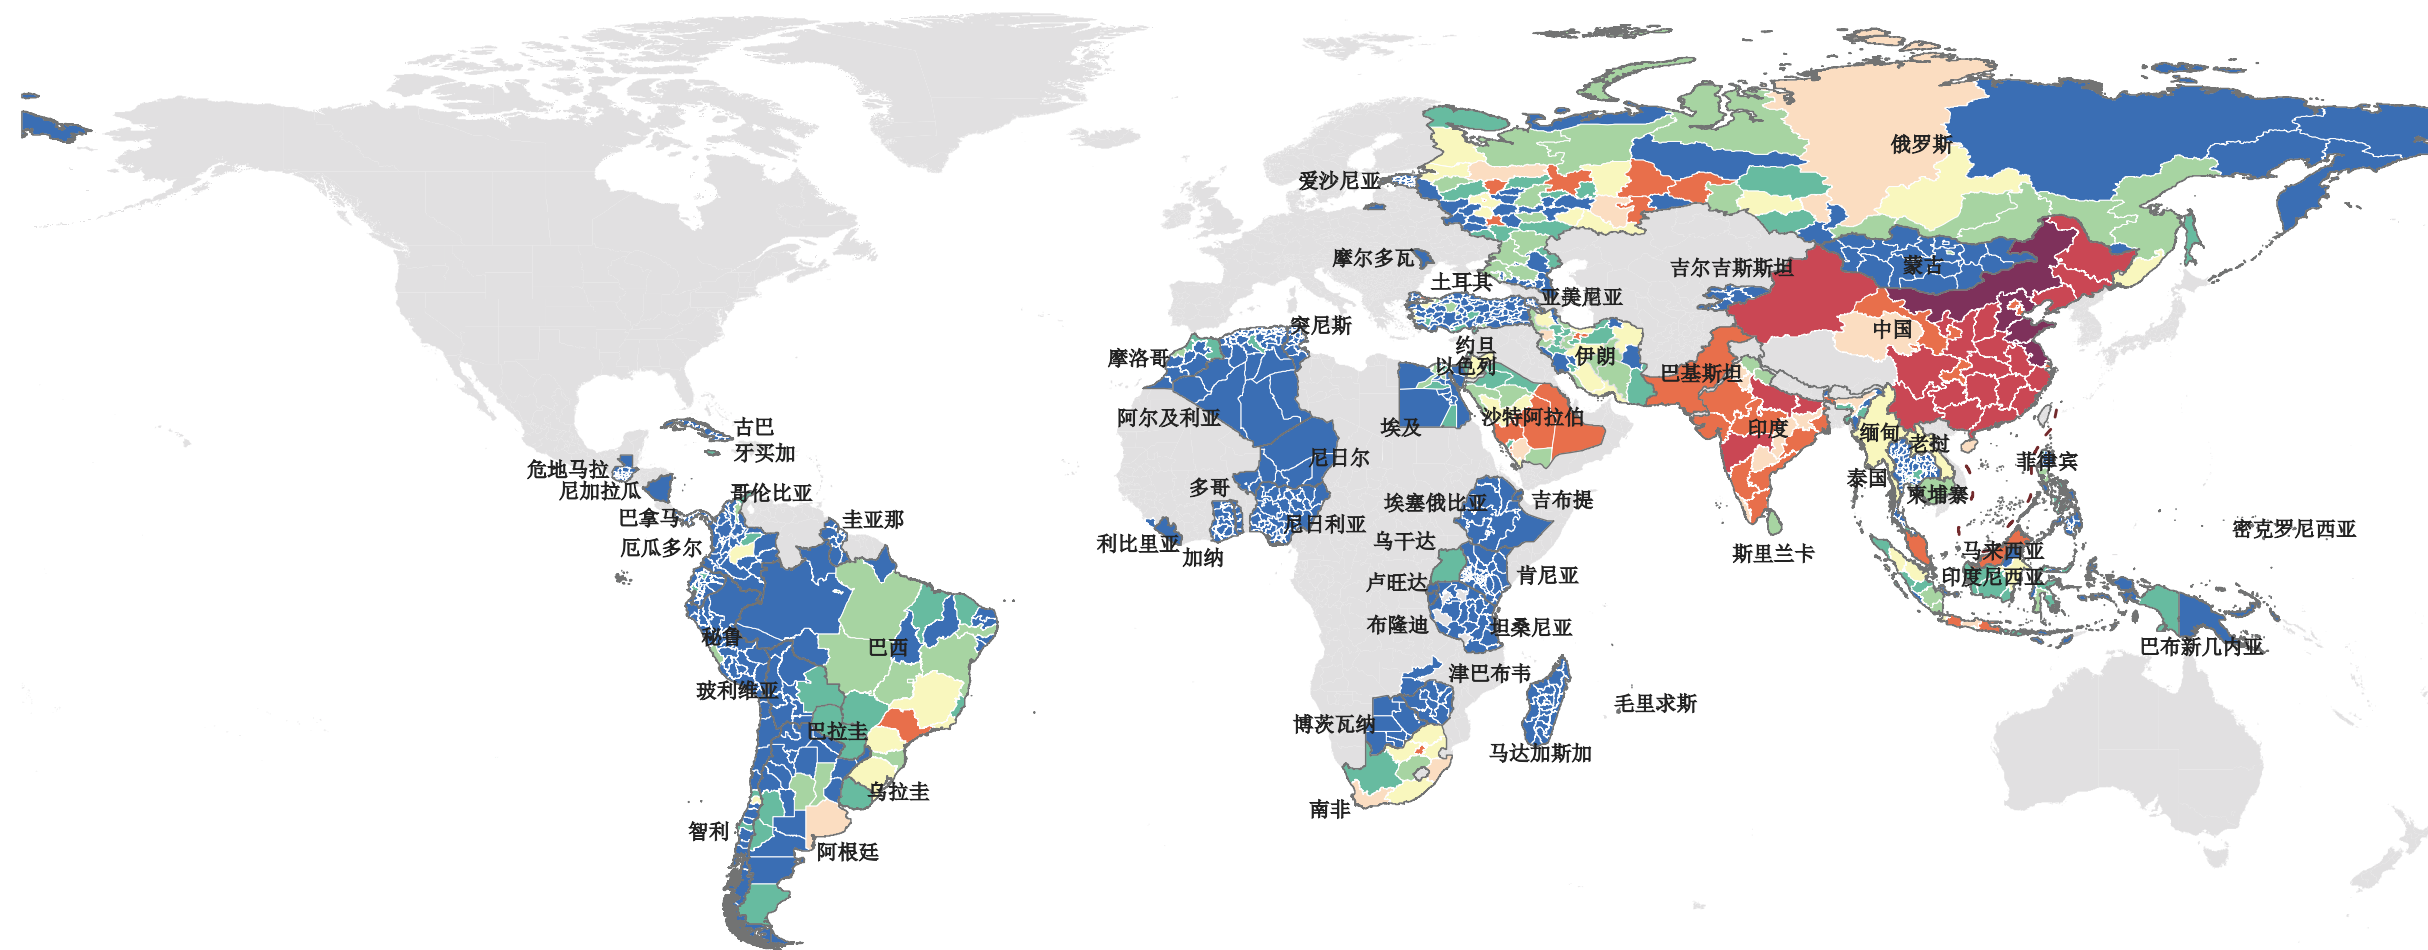 俄罗斯
爱沙尼亚
摩尔多瓦
吉尔吉斯斯坦
蒙古
土耳其
亚美尼亚
突尼斯
中国
摩洛哥
约旦
伊朗
以色列
巴基斯坦
阿尔及利亚
沙特阿拉伯
埃及
印度
缅甸
老挝
古巴
牙买加
尼日尔
菲律宾
危地马拉
尼加拉瓜
哥伦比亚
多哥
埃塞俄比亚
吉布提
泰国
柬埔寨
巴拿马
圭亚那
尼日利亚
密克罗尼西亚
厄瓜多尔
利比里亚
加纳
乌干达
斯里兰卡
马来西亚
卢旺达
肯尼亚
印度尼西亚
秘鲁
巴西
布隆迪
坦桑尼亚
巴布新几内亚
玻利维亚
津巴布韦
毛里求斯
巴拉圭
博茨瓦纳
马达加斯加
乌拉圭
南非
智利
阿根廷